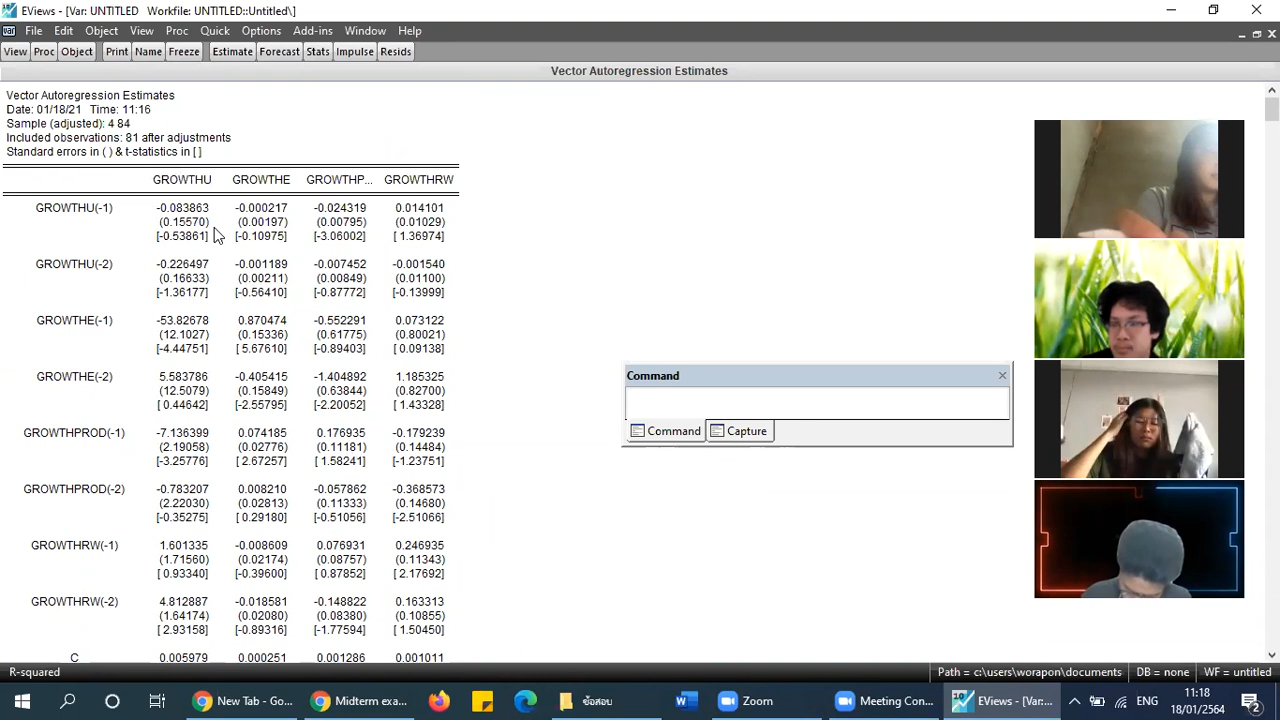 EViews - [Var: UNTITLED   Workfile: UNTITLED::Untitled\]
File Edit Object View Proc Quick Options Add-ins Window Help
View Proc Object Print Name Freeze Estimate Forecast Stats Impulse Resids
Vector Autoregression Estimates
Vector Autoregression Estimates
Date: 01/18/21   Time: 11:16
Sample (adjusted): 4 84
Included observations: 81 after adjustments
Standard errors in ( ) & t-statistics in [ ]
GROWTHU GROWTHE GROWTHP... GROWTHRW
GROWTHU(-1) -0.083863 -0.000217 -0.024319 0.014101
(0.15570) (0.00197) (0.00795) (0.01029)
[-0.53861] [-0.10975] [-3.06002] [ 1.36974]
GROWTHU(-2) -0.226497 -0.001189 -0.007452 -0.001540
(0.16633) (0.00211) (0.00849) (0.01100)
[-1.36177] [-0.56410] [-0.87772] [-0.13999]
GROWTHE(-1) -53.82678 0.870474 -0.552291 0.073122
(12.1027) (0.15336) (0.61775) (0.80021)
[-4.44751] [ 5.67610] [-0.89403] [ 0.09138]
GROWTHE(-2) 5.583786 -0.405415 -1.404892 1.185325
(12.5079) (0.15849) (0.63844) (0.82700)
[ 0.44642] [-2.55795] [-2.20052] [ 1.43328]
GROWTHPROD(-1) -7.136399 0.074185 0.176935 -0.179239
(2.19058) (0.02776) (0.11181) (0.14484)
[-3.25776] [ 2.67257] [ 1.58241] [-1.23751]
GROWTHPROD(-2) -0.783207 0.008210 -0.057862 -0.368573
(2.22030) (0.02813) (0.11333) (0.14680)
[-0.35275] [ 0.29180] [-0.51056] [-2.51066]
GROWTHRW(-1) 1.601335 -0.008609 0.076931 0.246935
(1.71560) (0.02174) (0.08757) (0.11343)
[ 0.93340] [-0.39600] [ 0.87852] [ 2.17692]
GROWTHRW(-2) 4.812887 -0.018581 -0.148822 0.163313
(1.64174) (0.02080) (0.08380) (0.10855)
[ 2.93158] [-0.89316] [-1.77594] [ 1.50450]
C 0.005979 0.000251 0.001286 0.001011
Command
Command Capture
R-squared Path = c:\users\worapon\documents DB = none WF = untitled
New Tab - Go... Midterm exa... ข้อสอบ Zoom Meeting Con... EViews - [Var:... ENG
11:18
18/01/2564
2